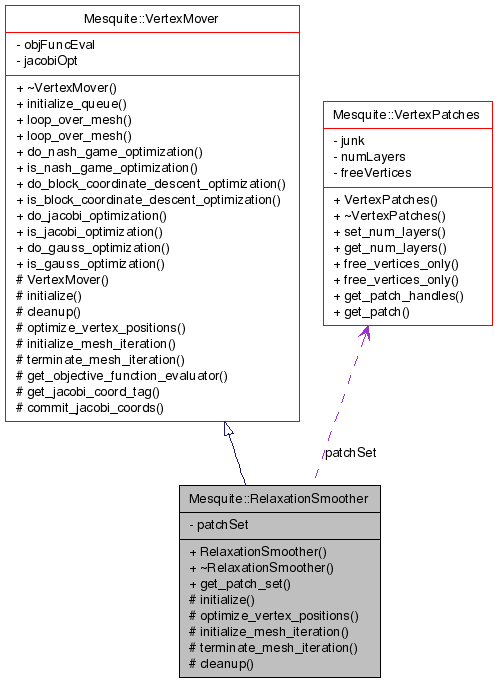 Mesquite::VertexMover
- objFuncEval
- jacobiOpt
+ ~VertexMover()
+ initialize_queue()
+ loop_over_mesh()
+ loop_over_mesh()
+ do_nash_game_optimization()
+ is_nash_game_optimization()
+ do_block_coordinate_descent_optimization()
+ is_block_coordinate_descent_optimization()
+ do_jacobi_optimization()
+ is_jacobi_optimization()
+ do_gauss_optimization()
+ is_gauss_optimization()
# VertexMover()
# initialize()
# cleanup()
# optimize_vertex_positions()
# initialize_mesh_iteration()
# terminate_mesh_iteration()
# get_objective_function_evaluator()
# get_jacobi_coord_tag()
# commit_jacobi_coords()
Mesquite::VertexPatches
- junk
- numLayers
- freeVertices
+ VertexPatches()
+ ~VertexPatches()
+ set_num_layers()
+ get_num_layers()
+ free_vertices_only()
+ free_vertices_only()
+ get_patch_handles()
+ get_patch()
patchSet
Mesquite::RelaxationSmoother
- patchSet
+ RelaxationSmoother()
+ ~RelaxationSmoother()
+ get_patch_set()
# initialize()
# optimize_vertex_positions()
# initialize_mesh_iteration()
# terminate_mesh_iteration()
# cleanup()